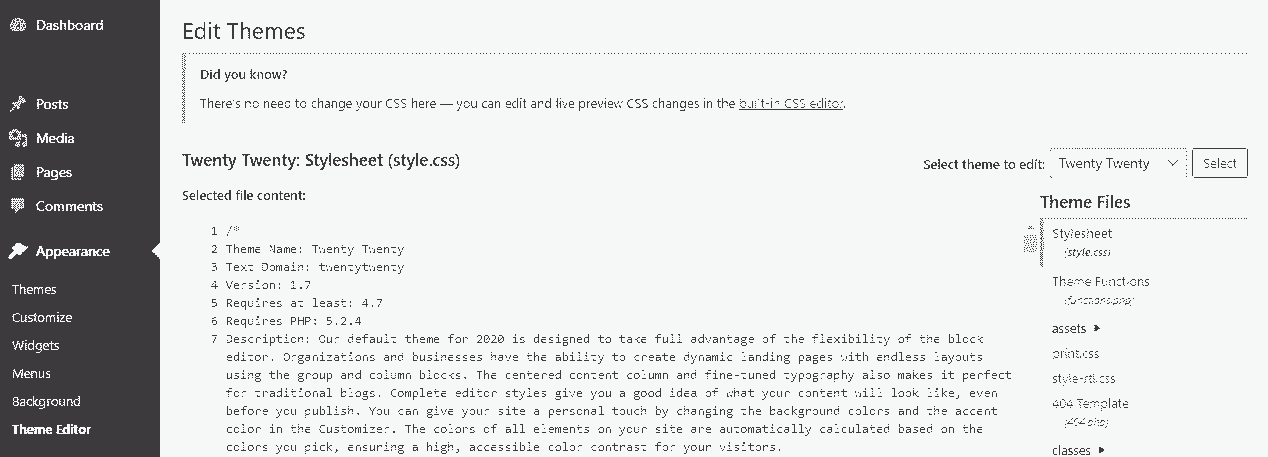 Dashboard
Posts
Media
Pages
Comments
Appearance
Themes
Customize
Widgets
Menus
Background
Theme Editor
Edit Themes
Did you know?
There's no need to change your CSS here — you can edit and live preview CSS changes in the built-in CSS editor.
Twenty Twenty: Stylesheet (style.css)
Select theme to edit: Twenty Twenty Select
Selected file content:
1 /*
2 Theme Name: Twenty Twenty
3 Text Domain: twentytwenty
4 Version: 1.7
5 Requires at least: 4.7
6 Requires PHP: 5.2.4
7 Description: Our default theme for 2020 is designed to take full advantage of the flexibility of the block
editor. Organizations and businesses have the ability to create dynamic landing pages with endless layouts
using the group and column blocks. The centered content column and fine-tuned typography also makes it perfect
for traditional blogs. Complete editor styles give you a good idea of what your content will look like, even
before you publish. You can give your site a personal touch by changing the background colors and the accent
color in the Customizer. The colors of all elements on your site are automatically calculated based on the
colors you pick, ensuring a high, accessible color contrast for your visitors.
Theme Files
Stylesheet
(style.css)
Theme Functions
(functions.php)
assets
print.css
style-rtl.css
404 Template
(404.php)
classes